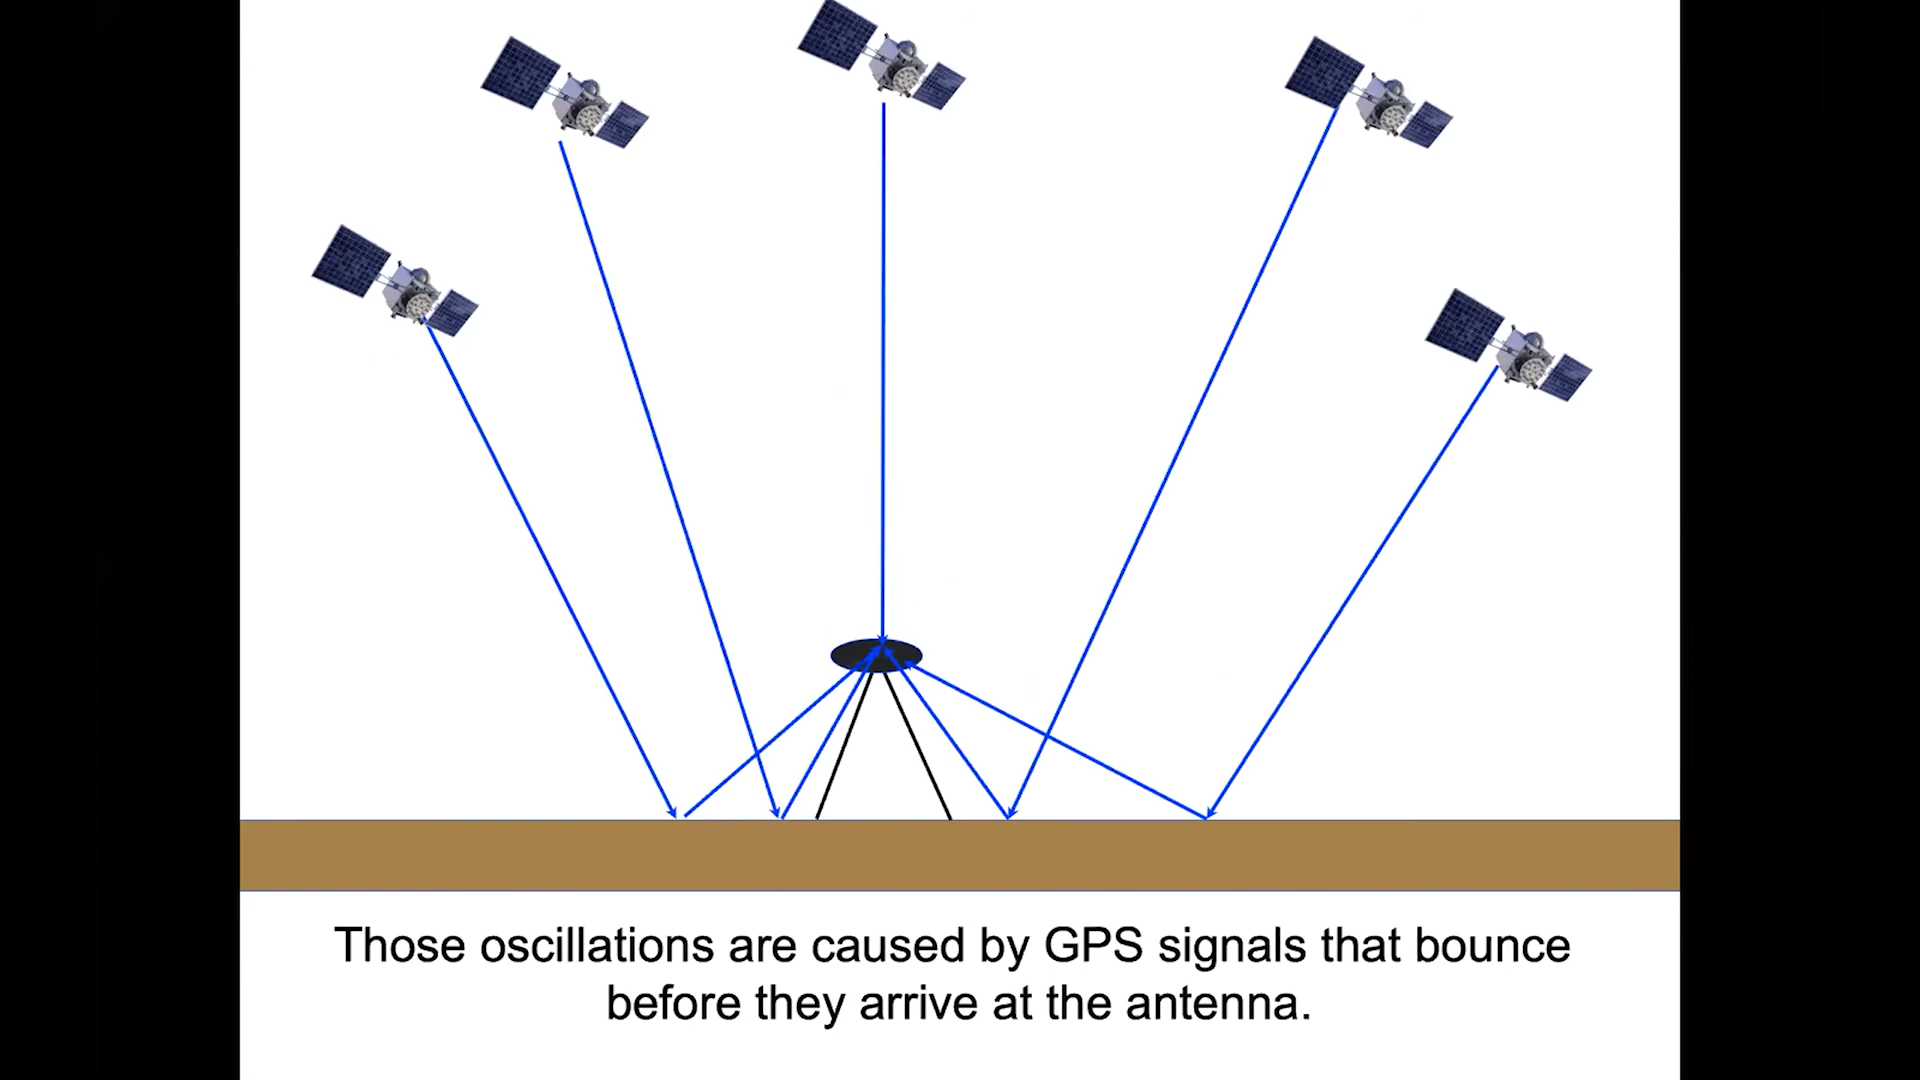 Those oscillations are caused by GPS signals that bounce
before they arrive at the antenna.